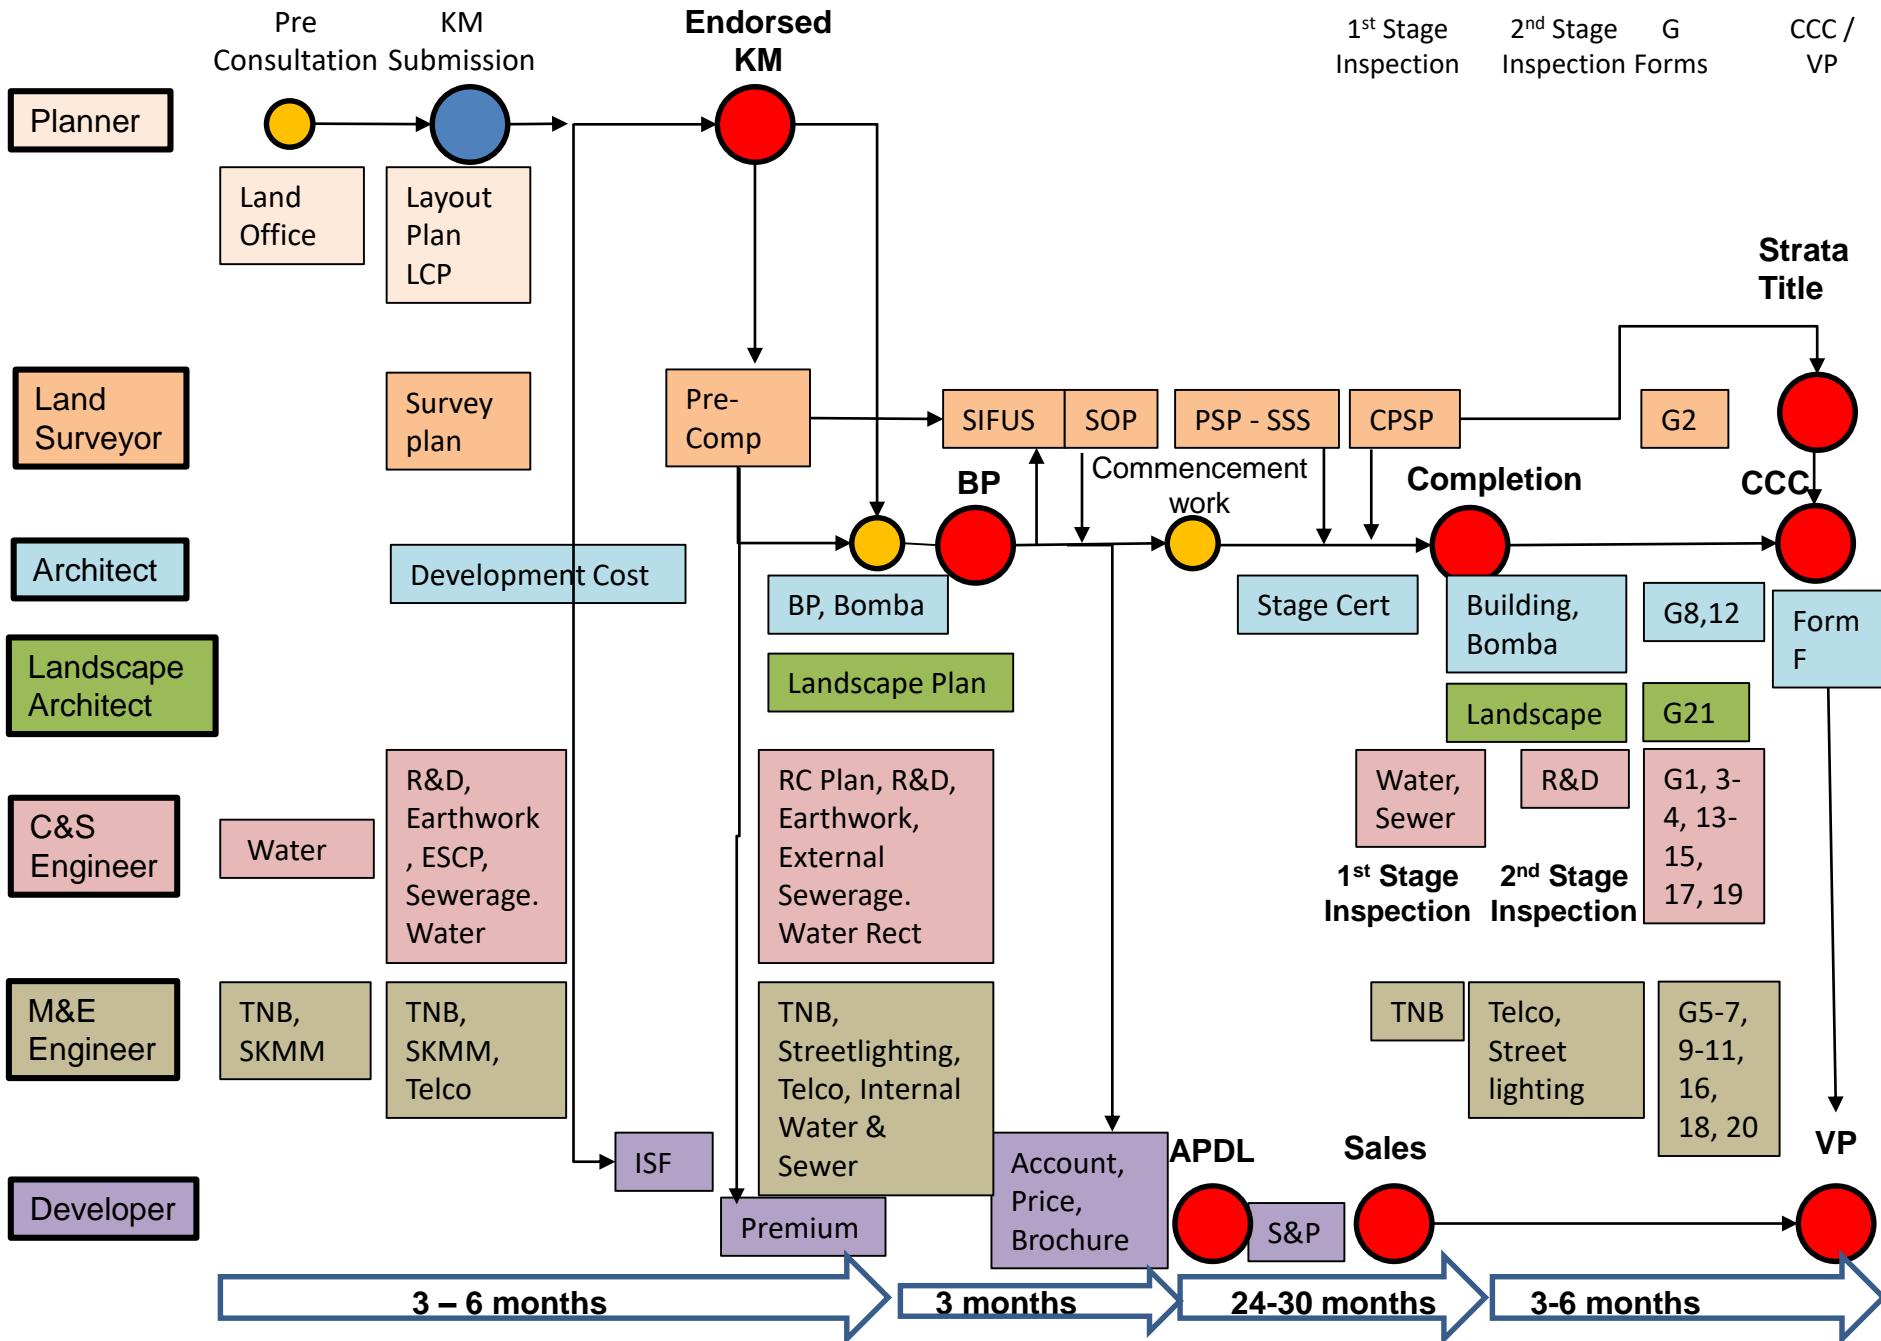 Pre
Consultation
KM
Submission
Endorsed
KM
1st Stage
Inspection
2nd Stage
Inspection
G
Forms
CCC /
VP
Planner
Land
Office
Layout
Plan
LCP
Strata
Title
Land
Surveyor
Survey
plan
Pre-
Comp
SIFUS
SOP
PSP - SSS
CPSP
G2
BP
Commencement
work
Completion
CCC
Architect
Development Cost
BP, Bomba
Stage Cert
Building,
Bomba
G8,12
Form
F
Landscape
Architect
Landscape Plan
Landscape
G21
C&S
Engineer
Water
R&D,
Earthwork
, ESCP,
Sewerage.
Water
RC Plan, R&D,
Earthwork,
External
Sewerage.
Water Rect
Water,
Sewer
R&D
G1, 3-
4, 13-
15,
17, 19
1st Stage
Inspection
2nd Stage
Inspection
M&E
Engineer
TNB,
SKMM
TNB,
SKMM,
Telco
TNB,
Streetlighting,
Telco, Internal
Water &
Sewer
TNB
Telco,
Street
lighting
G5-7,
9-11,
16,
18, 20
Developer
ISF
Premium
Account,
Price,
Brochure
APDL
S&P
Sales
VP
3 – 6 months
3 months
24-30 months
3-6 months